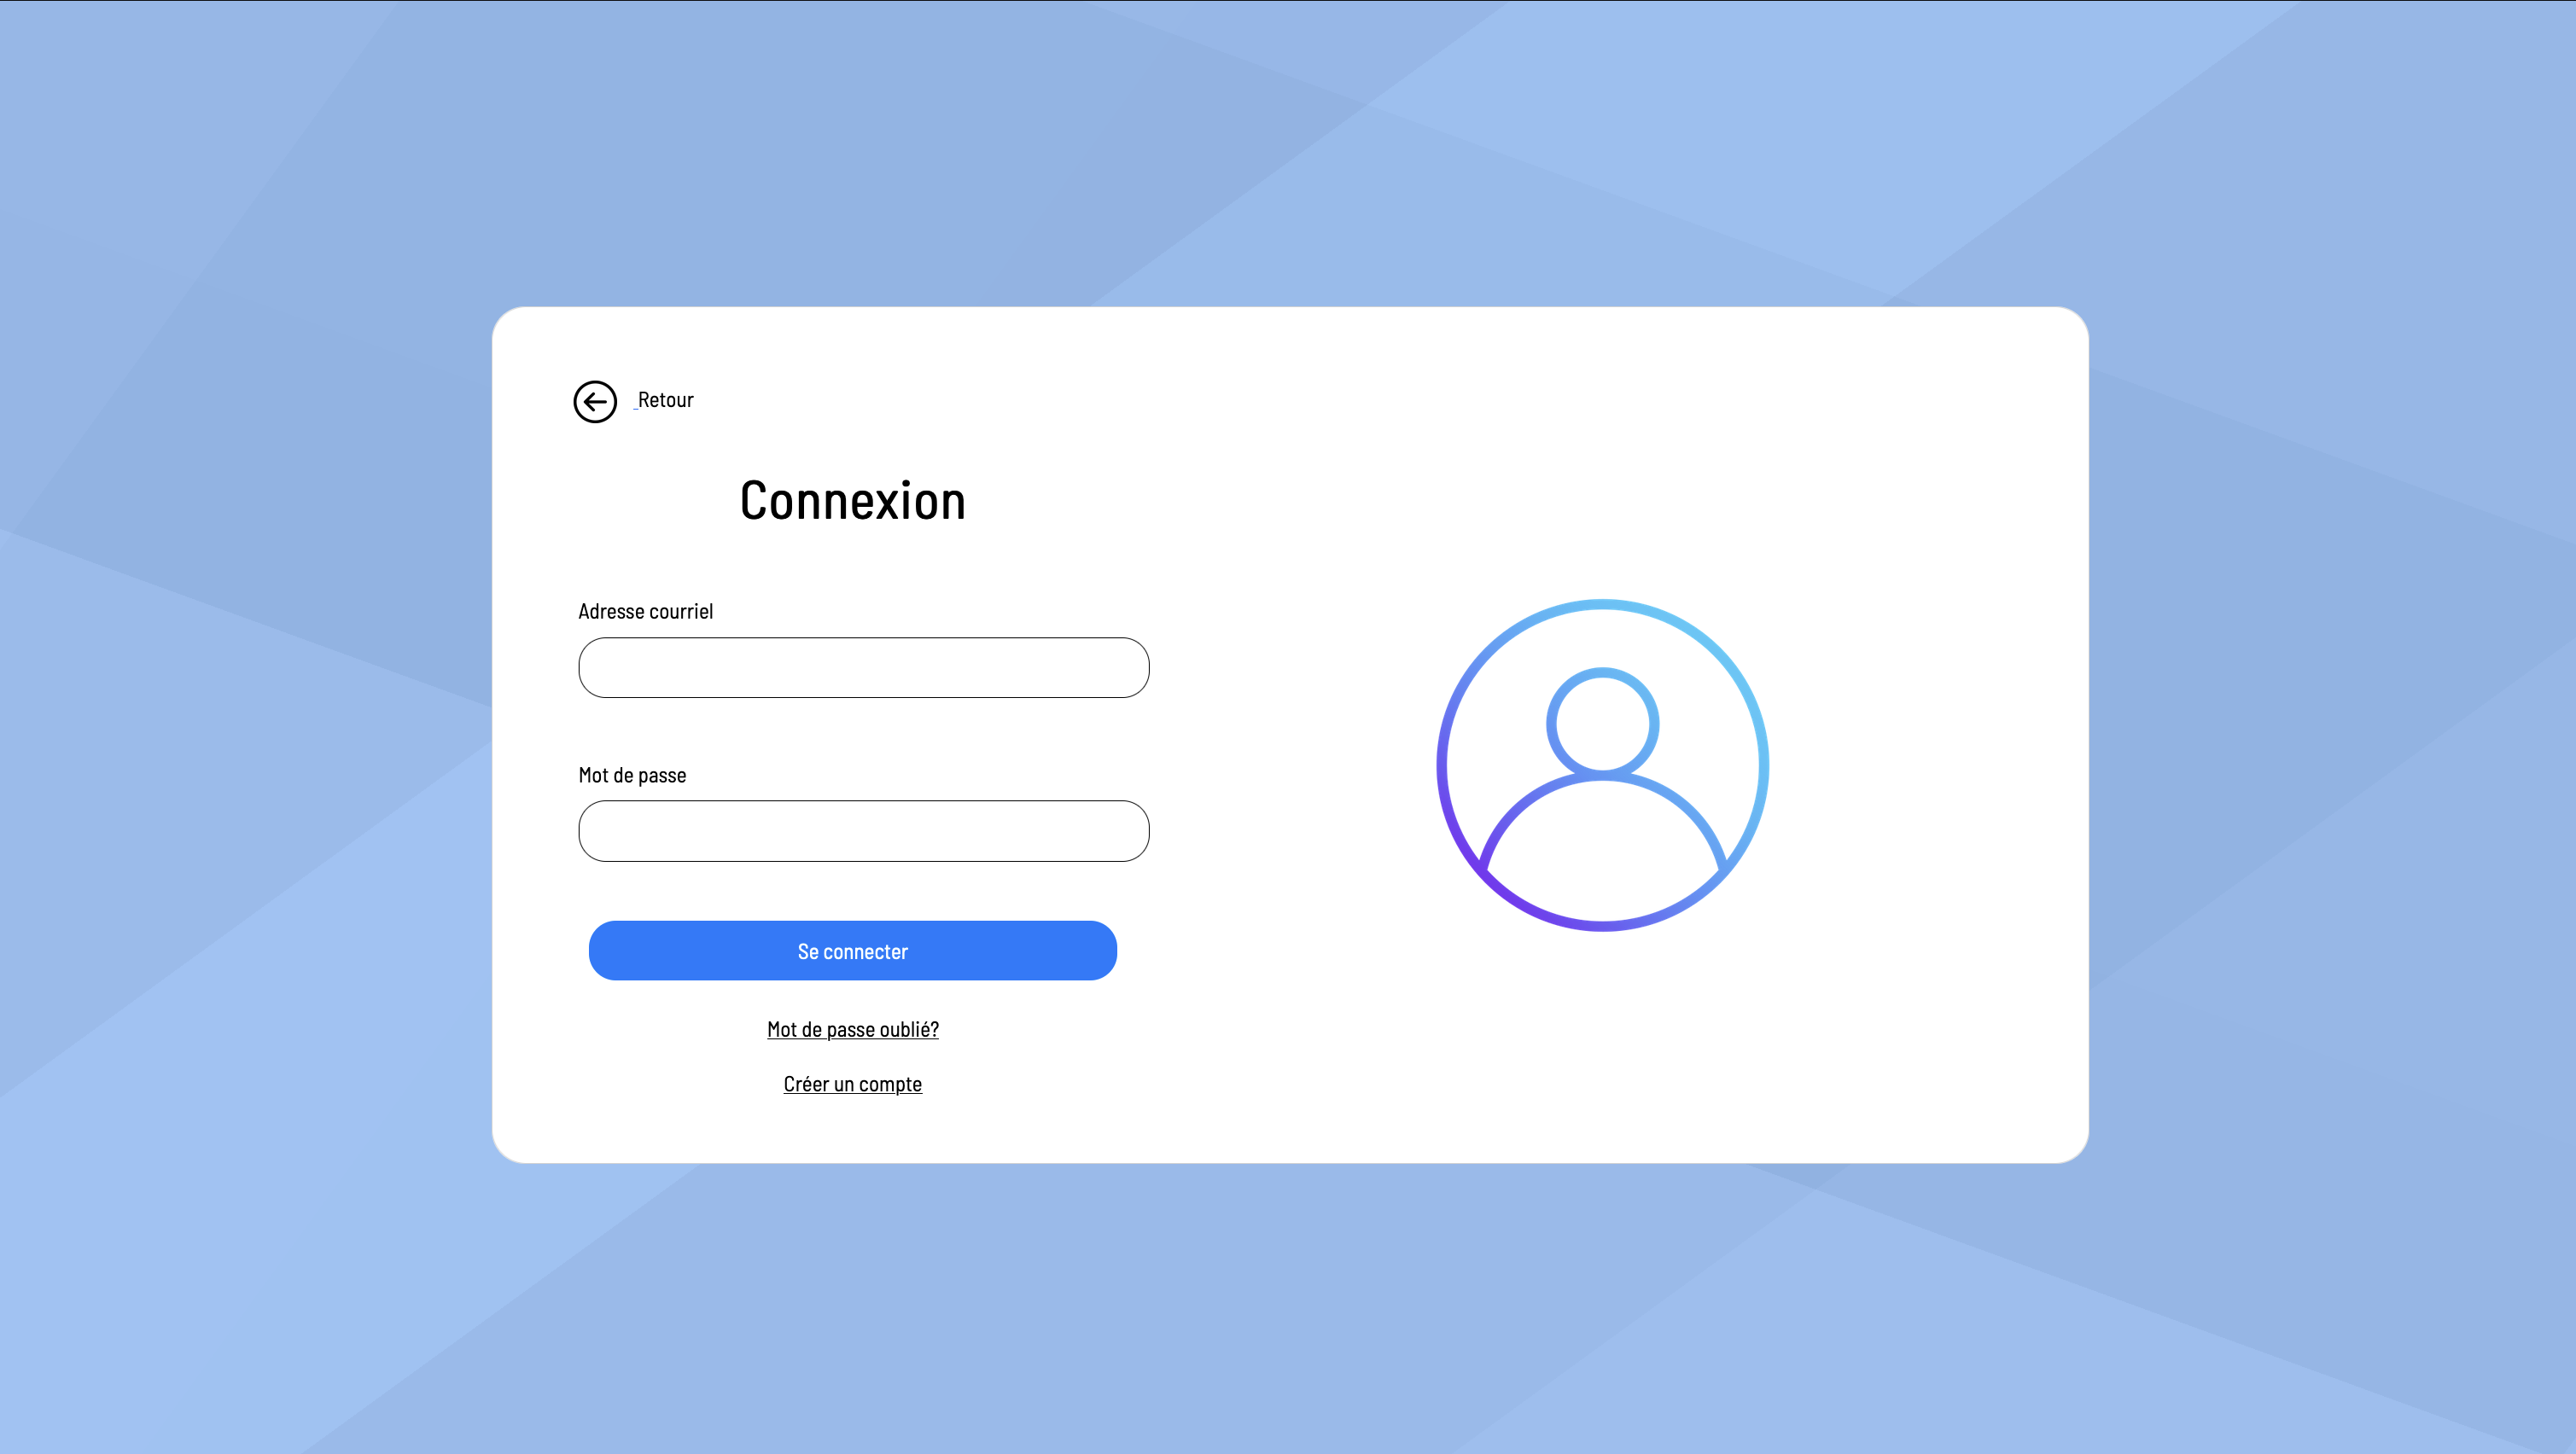 Retour
Connexion
Adresse courriel
Mot de passe
Se connecter
Mot de passe oublié?
Créer un compte